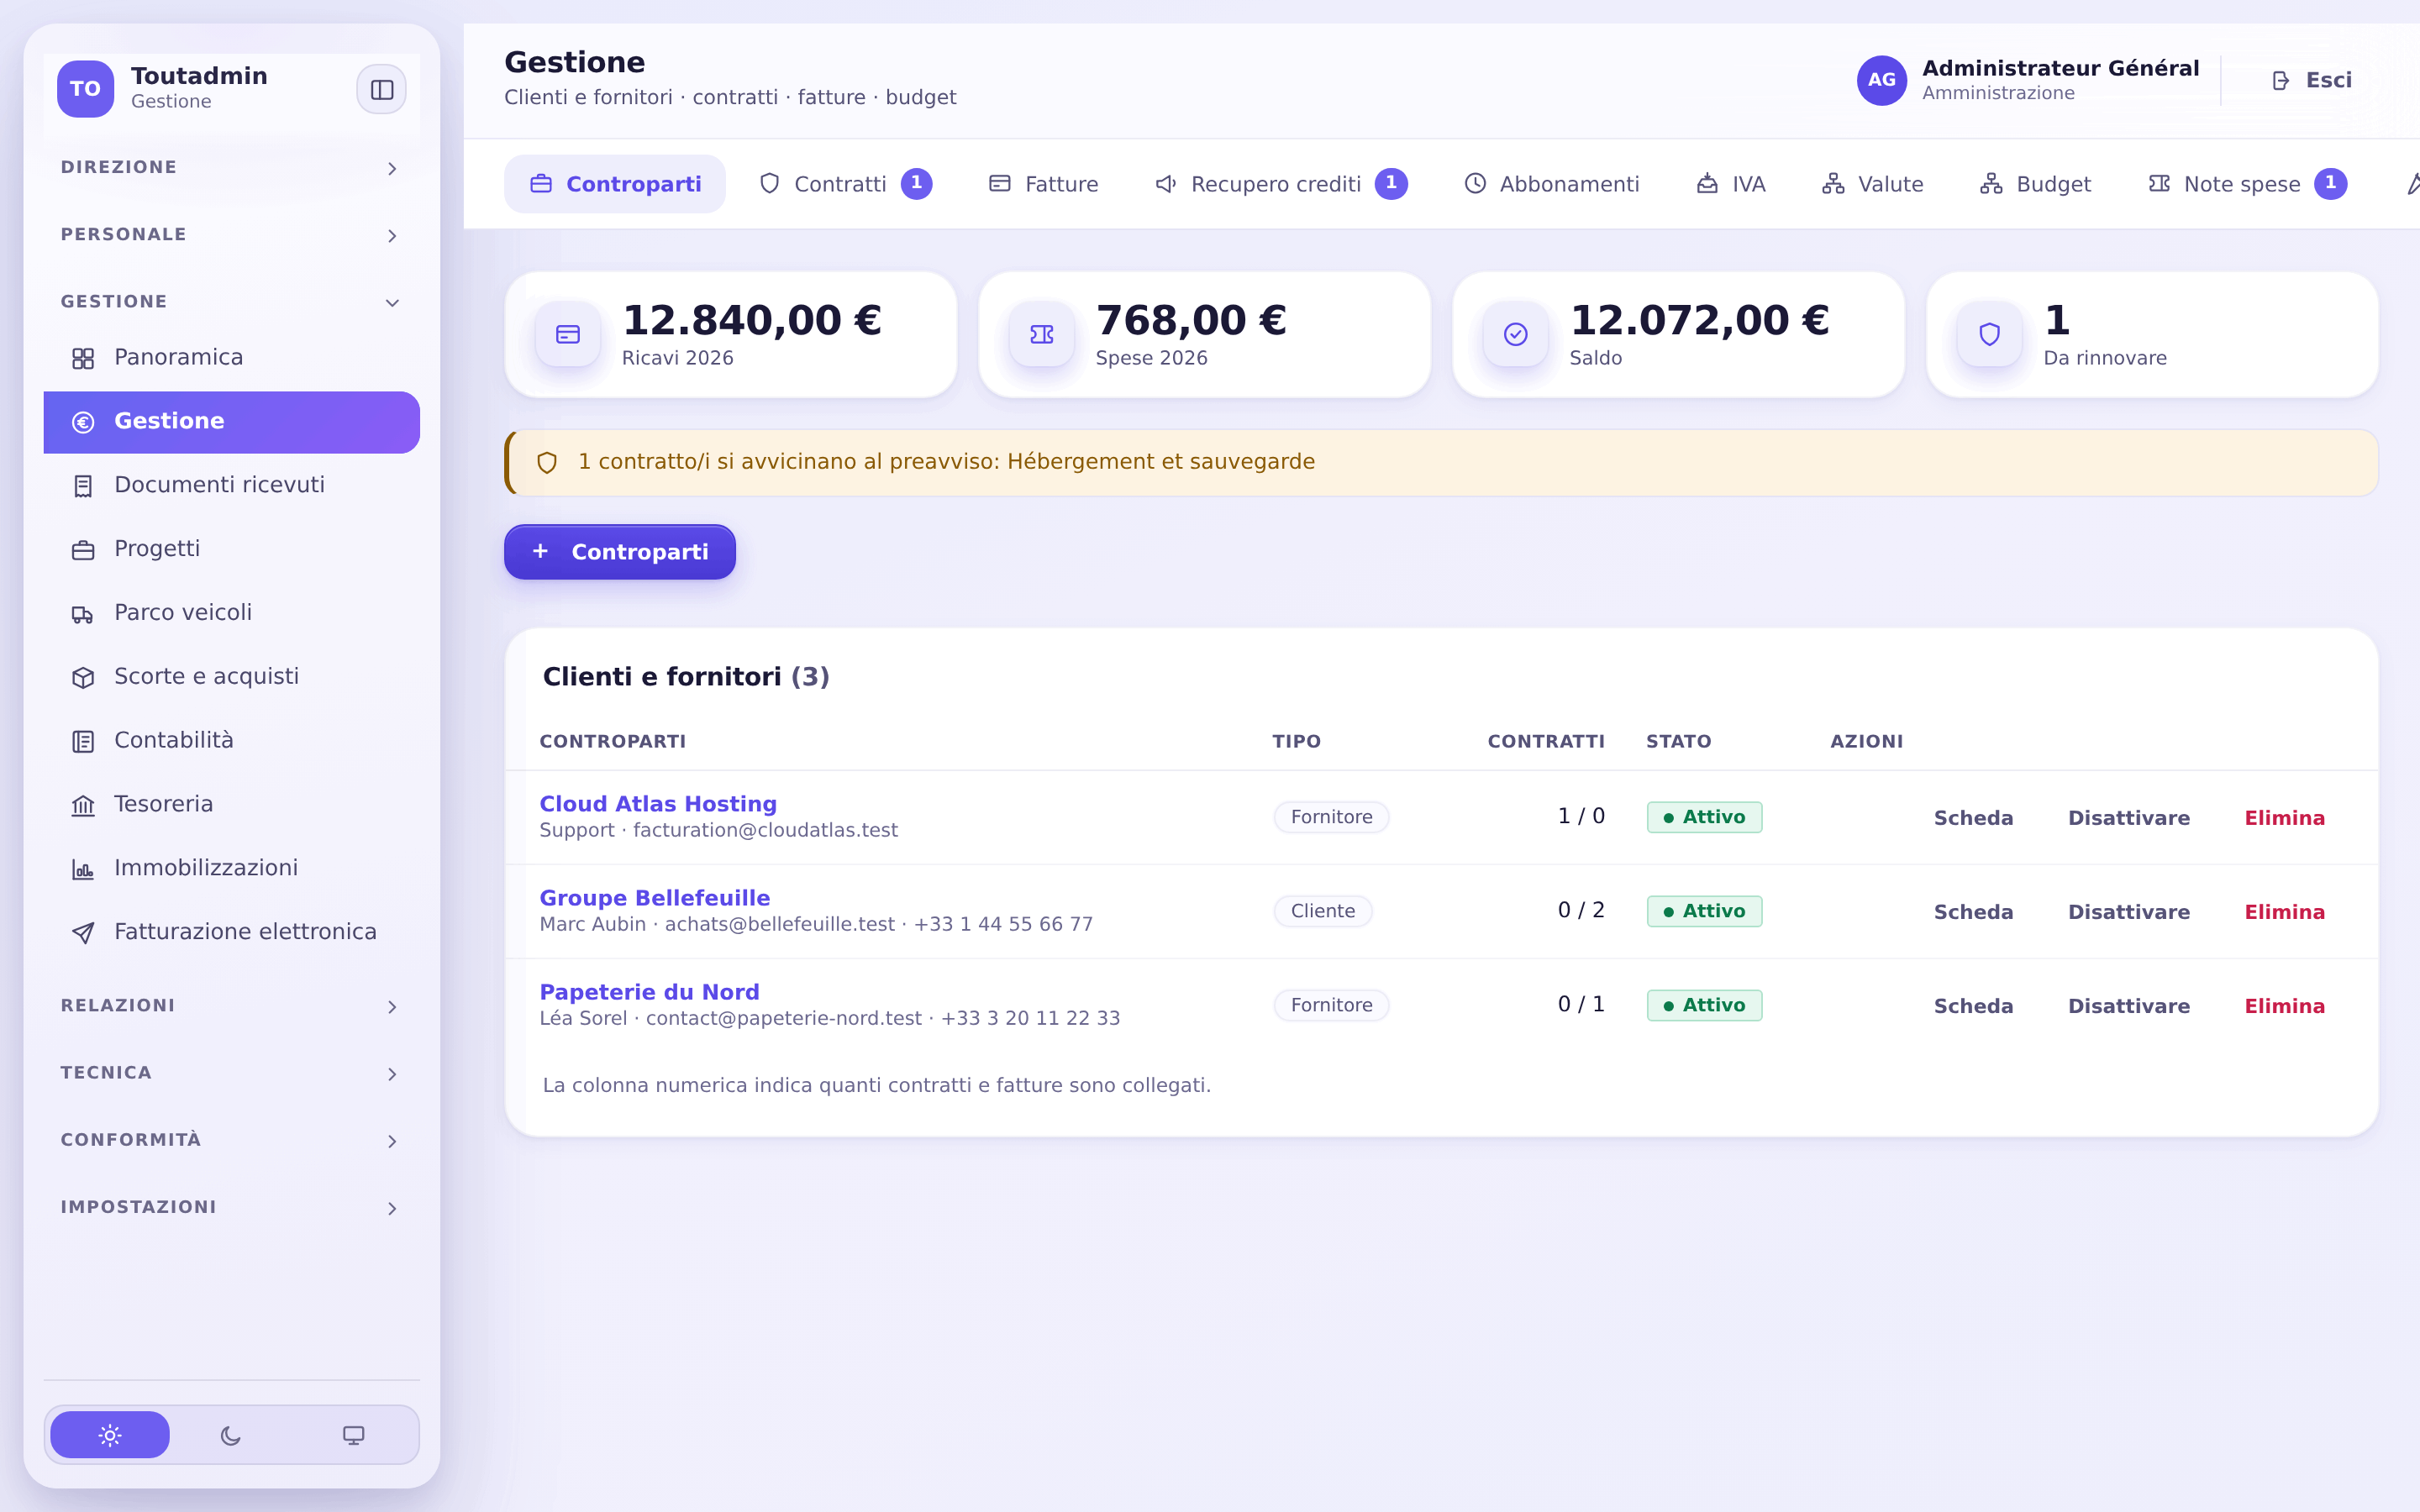 TO
Toutadmin
Gestione
DIREZIONE
PERSONALE
GESTIONE
Panoramica
Gestione
Documenti ricevuti
Progetti
Parco veicoli
Scorte e acquisti
Contabilità
Tesoreria
Immobilizzazioni
Fatturazione elettronica
RELAZIONI
TECNICA
CONFORMITÀ
IMPOSTAZIONI
Gestione
Clienti e fornitori · contratti · fatture · budget
AG
Administrateur Général
Amministrazione
Esci
Controparti
Contratti 1
Fatture
Recupero crediti 1
Abbonamenti
IVA
Valute
Budget
Note spese 1
12.840,00 €
Ricavi 2026
768,00 €
Spese 2026
12.072,00 €
Saldo
1
Da rinnovare
1 contratto/i si avvicinano al preavviso: Hébergement et sauvegarde
+ Controparti
Clienti e fornitori (3)
CONTROPARTI TIPO CONTRATTI STATO AZIONI
Cloud Atlas Hosting
Support · facturation@cloudatlas.test
Fornitore 1 / 0 Attivo Scheda Disattivare Elimina
Groupe Bellefeuille
Marc Aubin · achats@bellefeuille.test · +33 1 44 55 66 77
Cliente 0 / 2 Attivo Scheda Disattivare Elimina
Papeterie du Nord
Léa Sorel · contact@papeterie-nord.test · +33 3 20 11 22 33
Fornitore 0 / 1 Attivo Scheda Disattivare Elimina
La colonna numerica indica quanti contratti e fatture sono collegati.